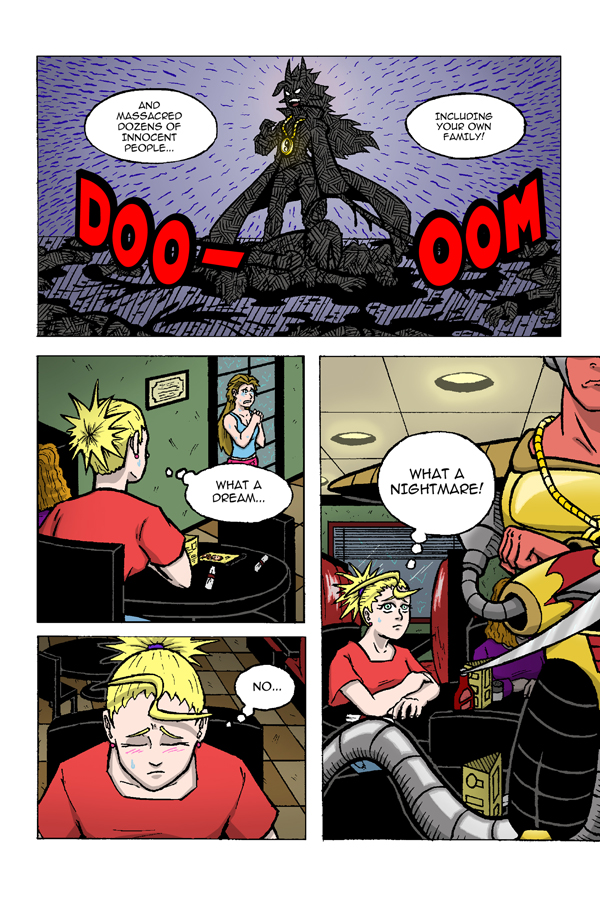 AND
MASSACRED
DOZENS OF
INNOCENT
PEOPLE...
INCLUDING
YOUR OWN
FAMILY!
DOO-
OOM
WHAT A
DREAM...
NO...
WHAT A
NIGHTMARE!